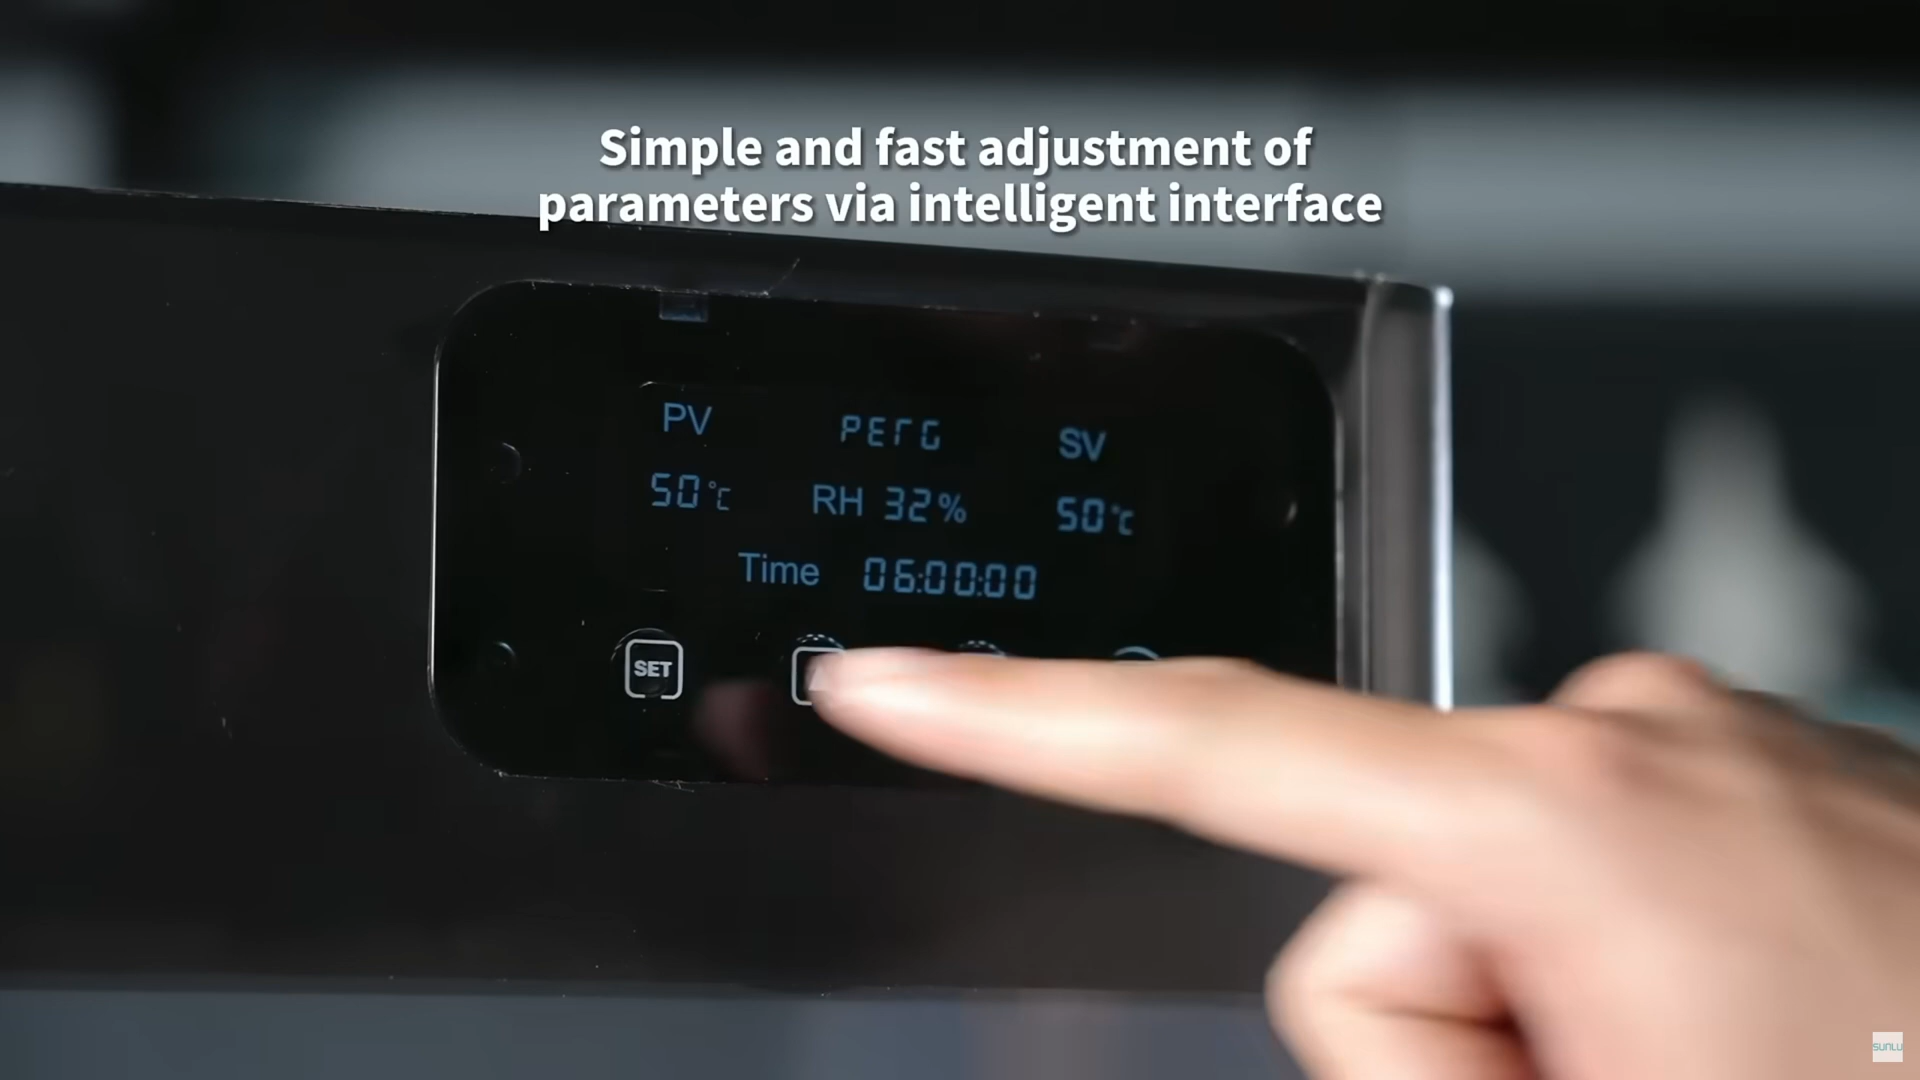 Simple and fast adjustment of
parameters via intelligent interface
PV PETG SV
50°C RH 32% 50°C
Time 06:00:00
SET
SUNLU